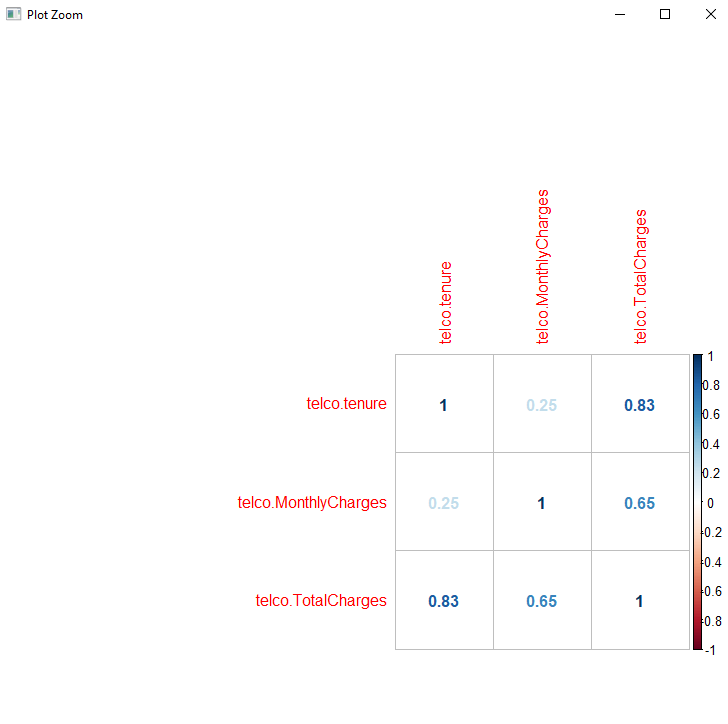 Plot Zoom
telco.tenure
telco.MonthlyCharges
telco.TotalCharges
telco.tenure 1 0.25 0.83
telco.MonthlyCharges 0.25 1 0.65
telco.TotalCharges 0.83 0.65 1
1
0.8
0.6
0.4
0.2
0
-0.2
-0.4
-0.6
-0.8
-1